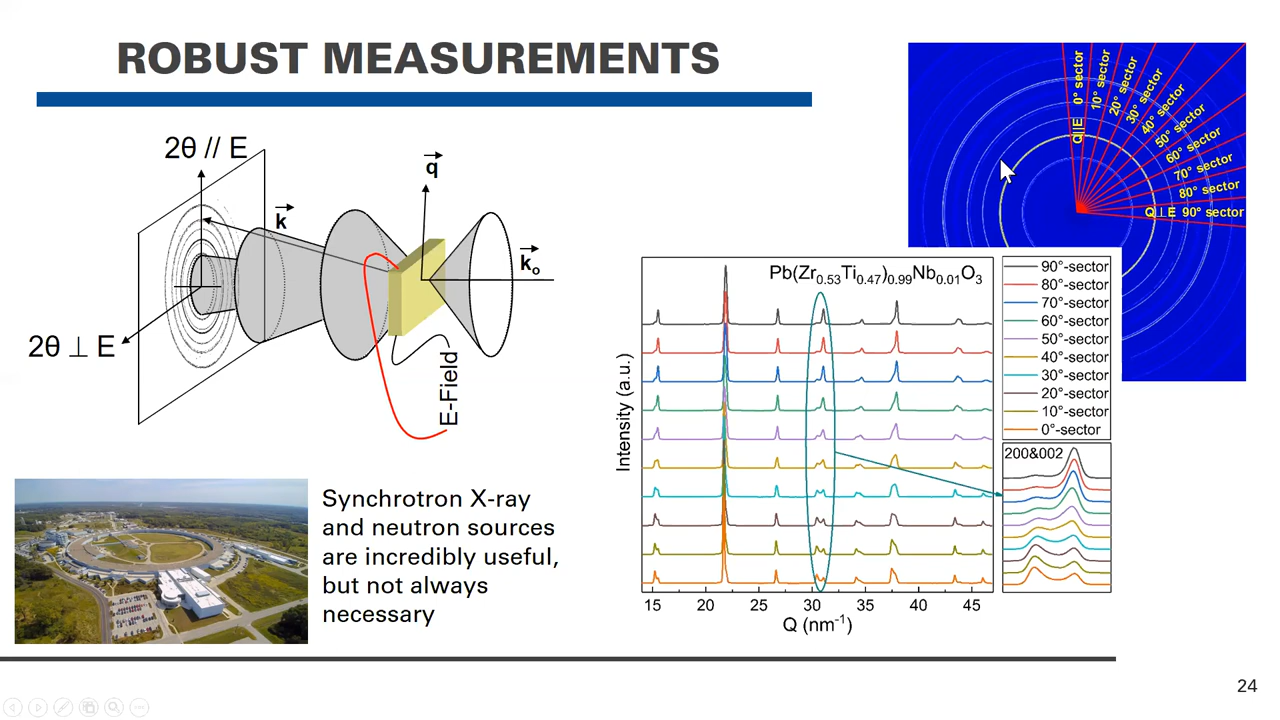 ROBUST MEASUREMENTS
2θ // E
k
q
k₀
2θ ⊥ E
E-Field
Synchrotron X-ray
and neutron sources
are incredibly useful,
but not always
necessary
Q||E 0° sector
10° sector
20° sector
30° sector
40° sector
50° sector
60° sector
70° sector
80° sector
Q⊥E 90° sector
Pb(Zr₀.₅₃Ti₀.₄₇)₀.₉₉Nb₀.₀₁O₃
Intensity (a.u.)
15 20 25 30 35 40 45
Q (nm⁻¹)
90°-sector
80°-sector
70°-sector
60°-sector
50°-sector
40°-sector
30°-sector
20°-sector
10°-sector
0°-sector
200&002
24